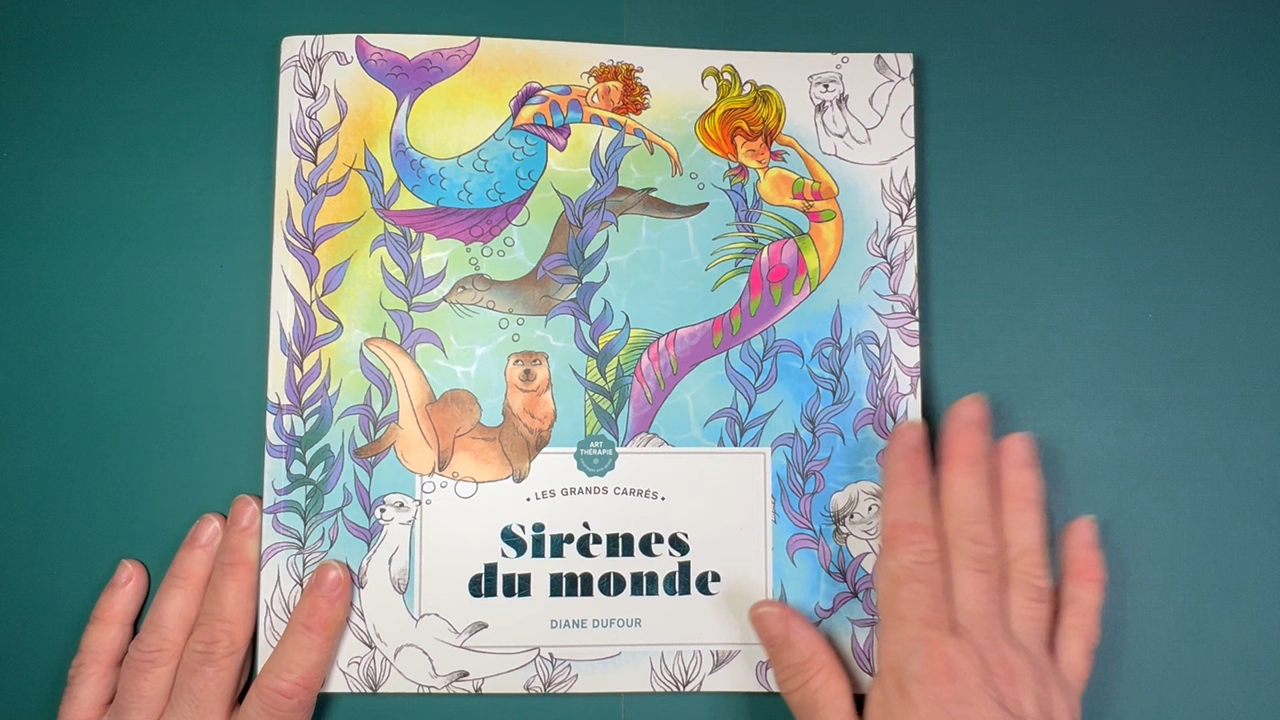 ART
THÉRAPIE
LES GRANDS CARRÉS
Sirènes
du monde
DIANE DUFOUR